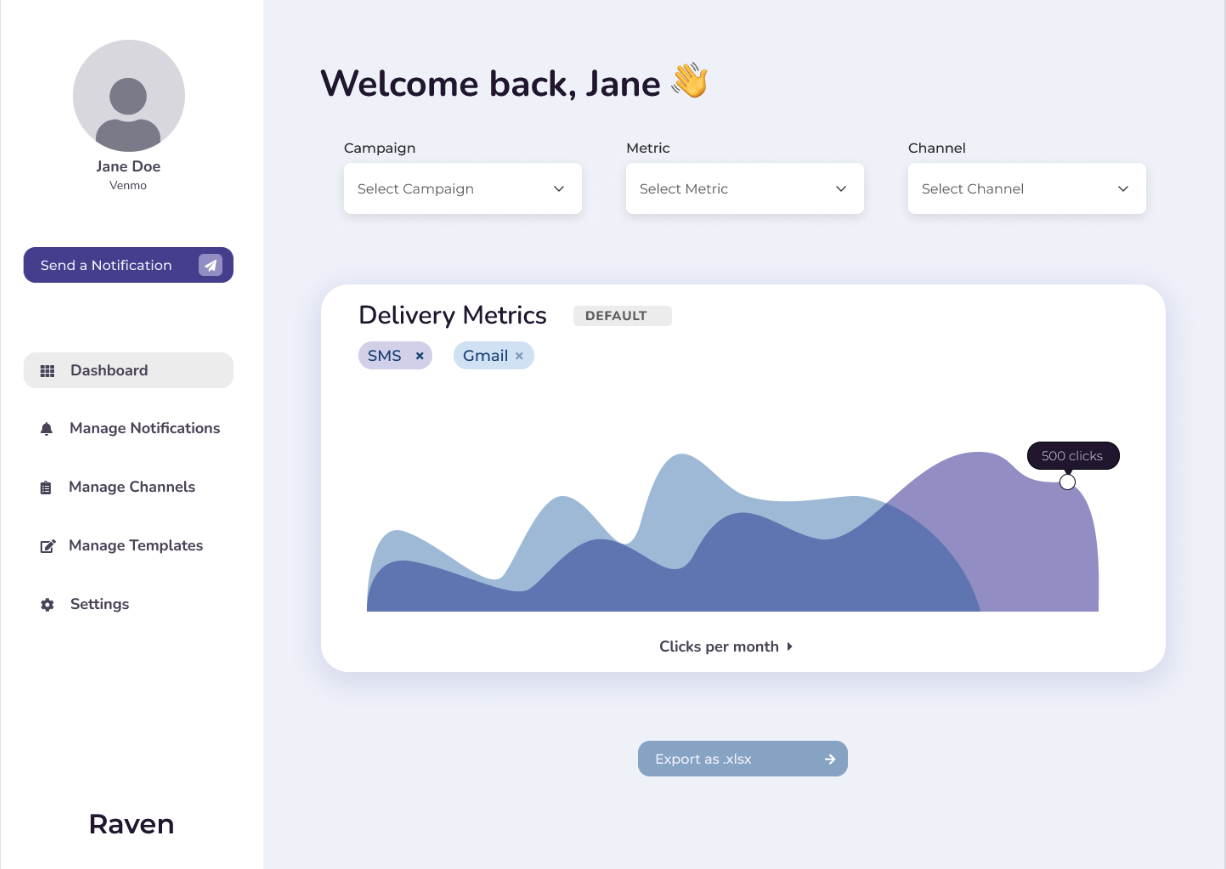 Jane Doe
Venmo
Send a Notification
Dashboard
Manage Notifications
Manage Channels
Manage Templates
Settings
Raven
Welcome back, Jane 👋
Campaign
Select Campaign
Metric
Select Metric
Channel
Select Channel
Delivery Metrics
DEFAULT
SMS ×
Gmail ×
500 clicks
Clicks per month
Export as .xlsx